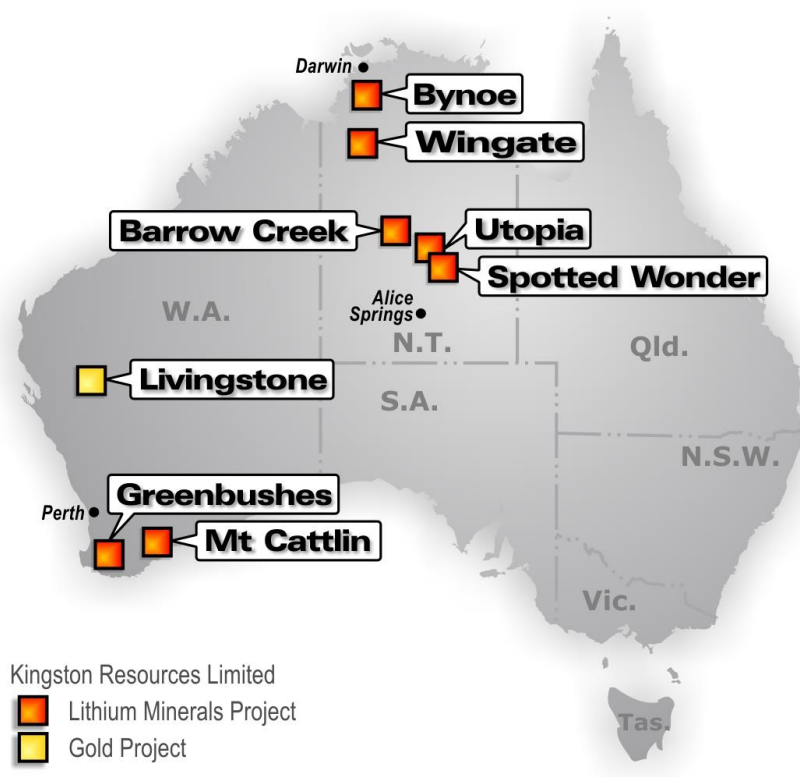 Darwin
Bynoe
Wingate
Barrow Creek
Utopia
Spotted Wonder
Alice
Springs
W.A.
N.T.
Qld.
Livingstone
S.A.
N.S.W.
Greenbushes
Perth
Mt Cattlin
Vic.
Kingston Resources Limited
Lithium Minerals Project
Gold Project
Tas.